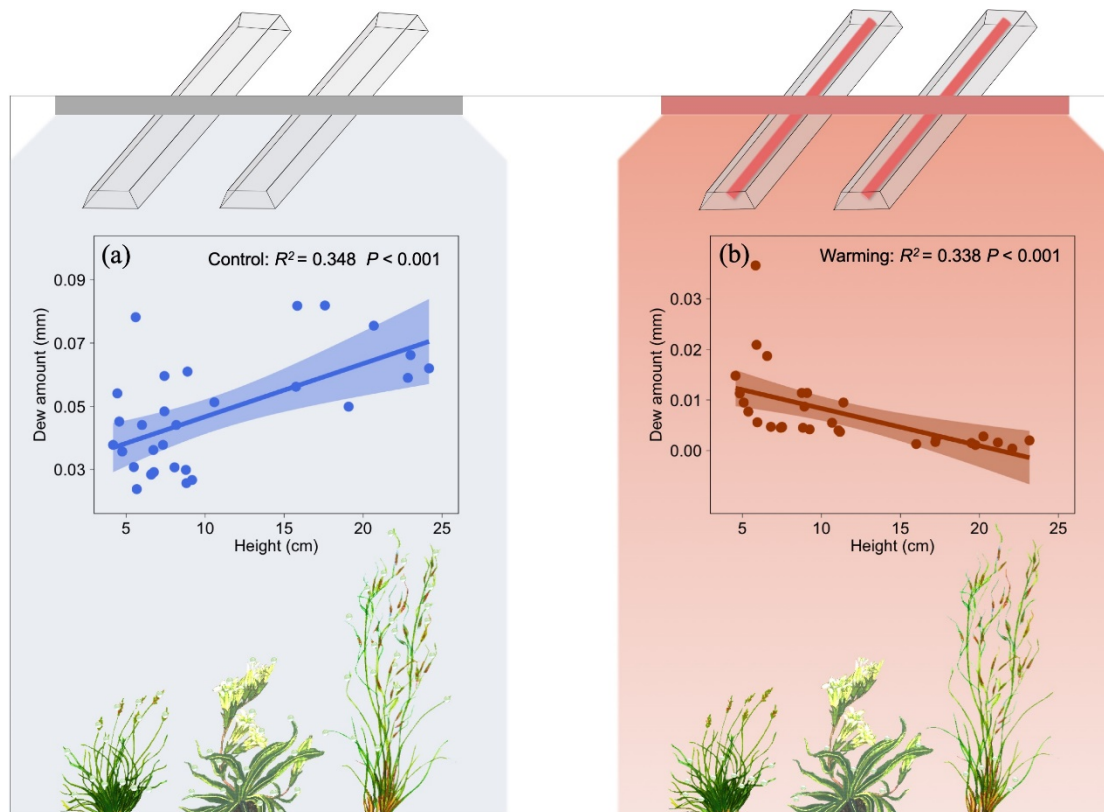 (a) Control: R² = 0.348 P < 0.001
0.09
0.07
0.05
0.03
Dew amount (mm)
5 10 15 20 25
Height (cm)
(b) Warming: R² = 0.338 P < 0.001
0.03
0.02
0.01
0.00
Dew amount (mm)
5 10 15 20 25
Height (cm)